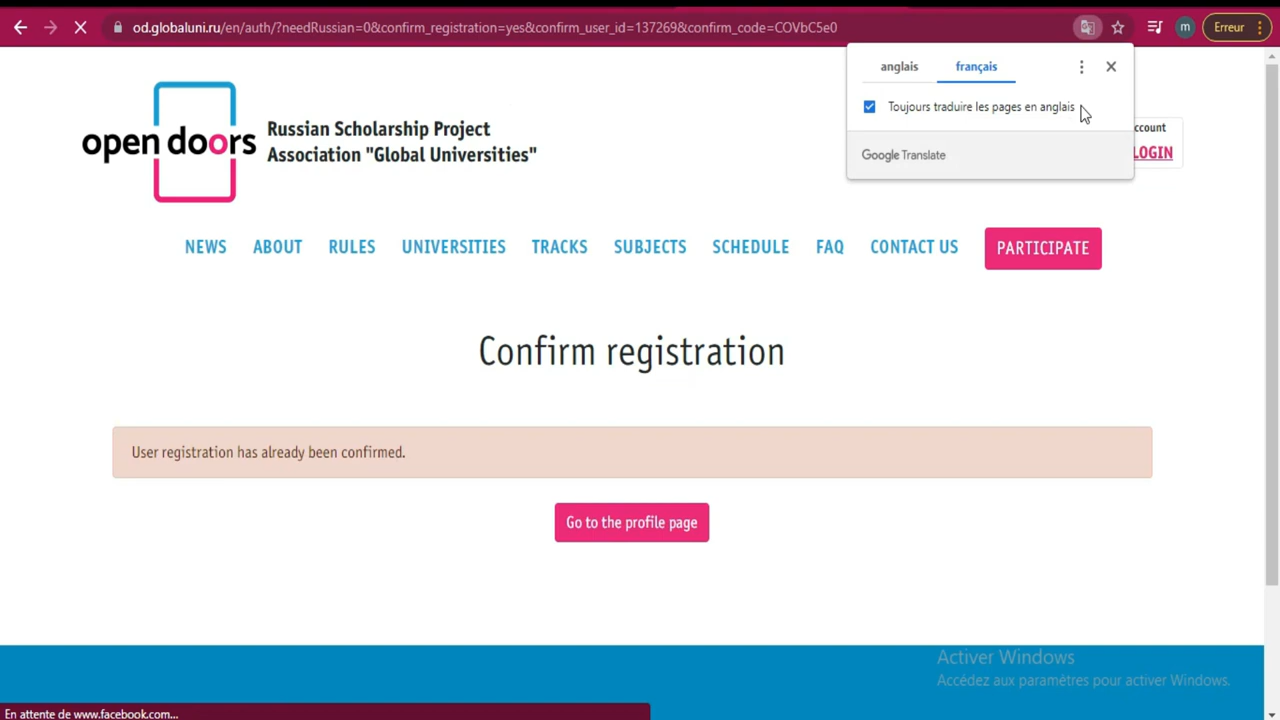 od.globaluni.ru/en/auth/?needRussian=0&confirm_registration=yes&confirm_user_id=137269&confirm_code=COVbC5e0
m
Erreur
anglais
français
Toujours traduire les pages en anglais
Google Translate
open doors
Russian Scholarship Project
Association "Global Universities"
ccount
LOGIN
NEWS ABOUT RULES UNIVERSITIES TRACKS SUBJECTS SCHEDULE FAQ CONTACT US PARTICIPATE
Confirm registration
User registration has already been confirmed.
Go to the profile page
Activer Windows
Accédez aux paramètres pour activer Windows.
En attente de www.facebook.com...